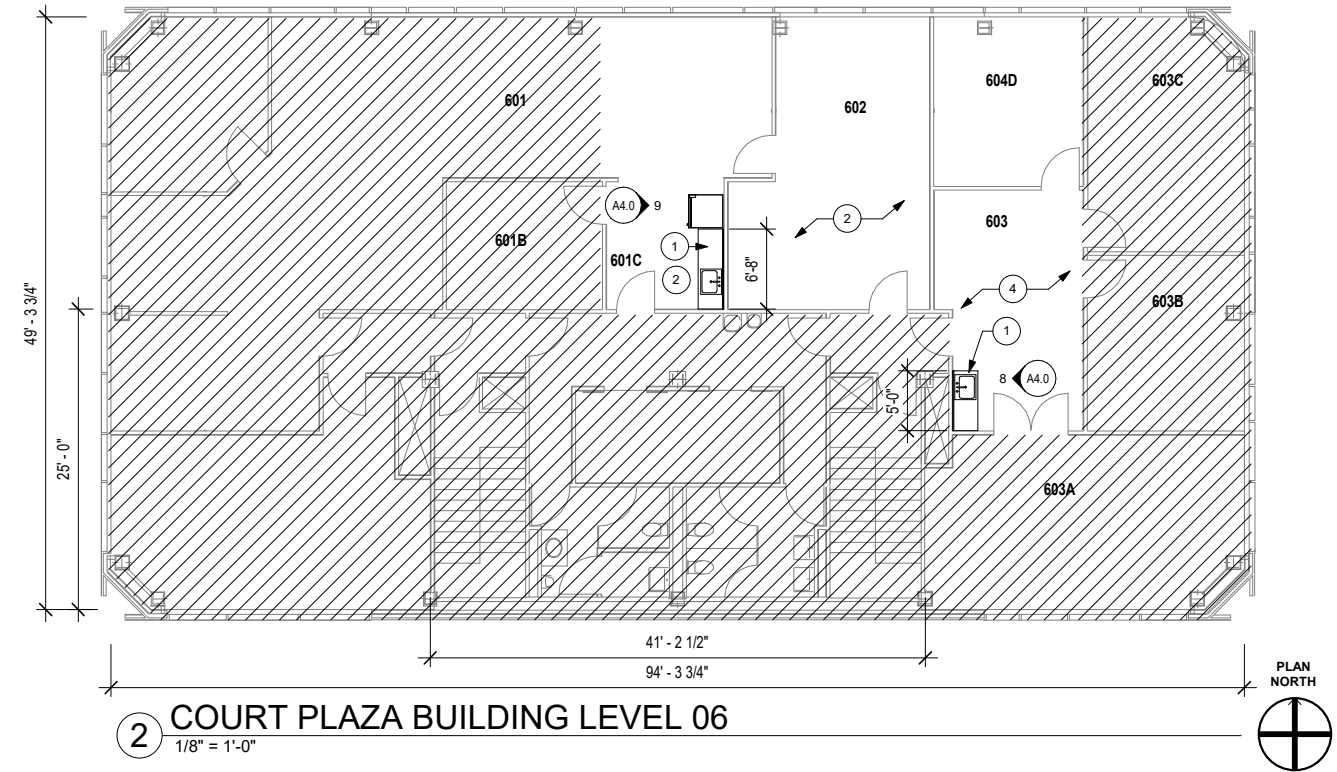 601
602
604D
603C
601B
A4.0 9
601C
1
2
2
6'-8"
603
4
603B
1
8 A4.0
5'-0"
603A
49' - 3 3/4"
25' - 0"
41' - 2 1/2"
94' - 3 3/4"
2 COURT PLAZA BUILDING LEVEL 06
1/8" = 1'-0"
PLAN
NORTH